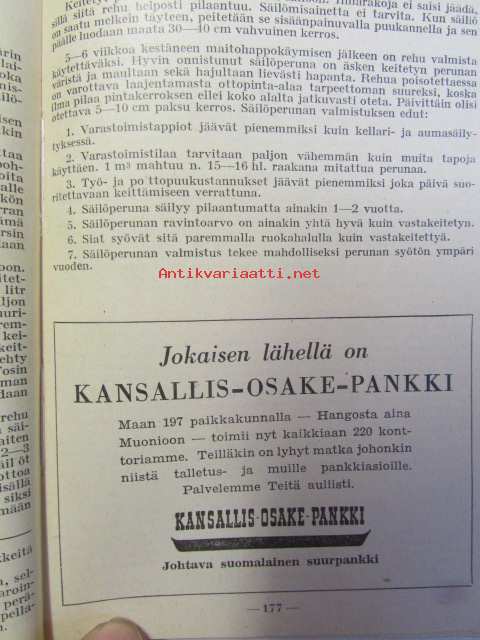 sällä siitä rehu helposti pilaantuu. Säilömisainetta ei tarvita. Kun säiliö
on saatu melkein täyteen, peitetään se sisäänpainuvalla puukannella ja sen
päälle luodaan maata 30—40 cm vahvuinen kerros.
5—6 viikkoa kestäneen maitohappokäymisen jälkeen on rehu valmista
käytettäväksi. Hyvin onnistunut säilöperuna on äsken keitetyn perunan
väristä ja maultaan sekä hajultaan lievästi hapanta. Rehua poisotettaessa
on varottava laajentamasta ottopinta-alaa tarpeettoman suureksi, koska
ilma pilaa pintakerroksen ellei koko alalta jatkuvasti oteta. Päivittäin olisi
otettava 5—10 cm paksu kerros. Säilöperunan valmistuksen edut:
1. Varastoimistappiot jäävät pienemmiksi kuin kellari- ja aumasäily-
tyksessä.
2. Varastoimistilaa tarvitaan paljon vähemmän kuin muita tapoja
käyttäen. 1 m³ mahtuu n. 15—16 hl. raakana mitattua perunaa.
3. Työ- ja po ttopuukustannukset jäävät pienemmiksi joka päivä suo-
ritettavaan keittämiseen verrattuna.
4. Säilöperuna säilyy pilaantumatta ainakin 1—2 vuotta.
5. Säilöperunan ravintoarvo on ainakin yhtä hyvä kuin vastakeitetyn.
6. Siat syövät sitä paremmalla ruokahalulla kuin vastakeitettyä.
7. Säilöperunan valmistus tekee mahdolliseksi perunan syötön ympäri
vuoden.
Antikvariaatti.net
Jokaisen lähellä on
KANSALLIS-OSAKE-PANKKI
Maan 197 paikkakunnalla — Hangosta aina
Muonioon — toimii nyt kaikkiaan 220 kont-
toriamme. Teilläkin on lyhyt matka johonkin
niistä talletus- ja muille pankkiasioille.
Palvelemme Teitä auliisti.
KANSALLIS-OSAKE-PANKKI
Johtava suomalainen suurpankki
— 177 —